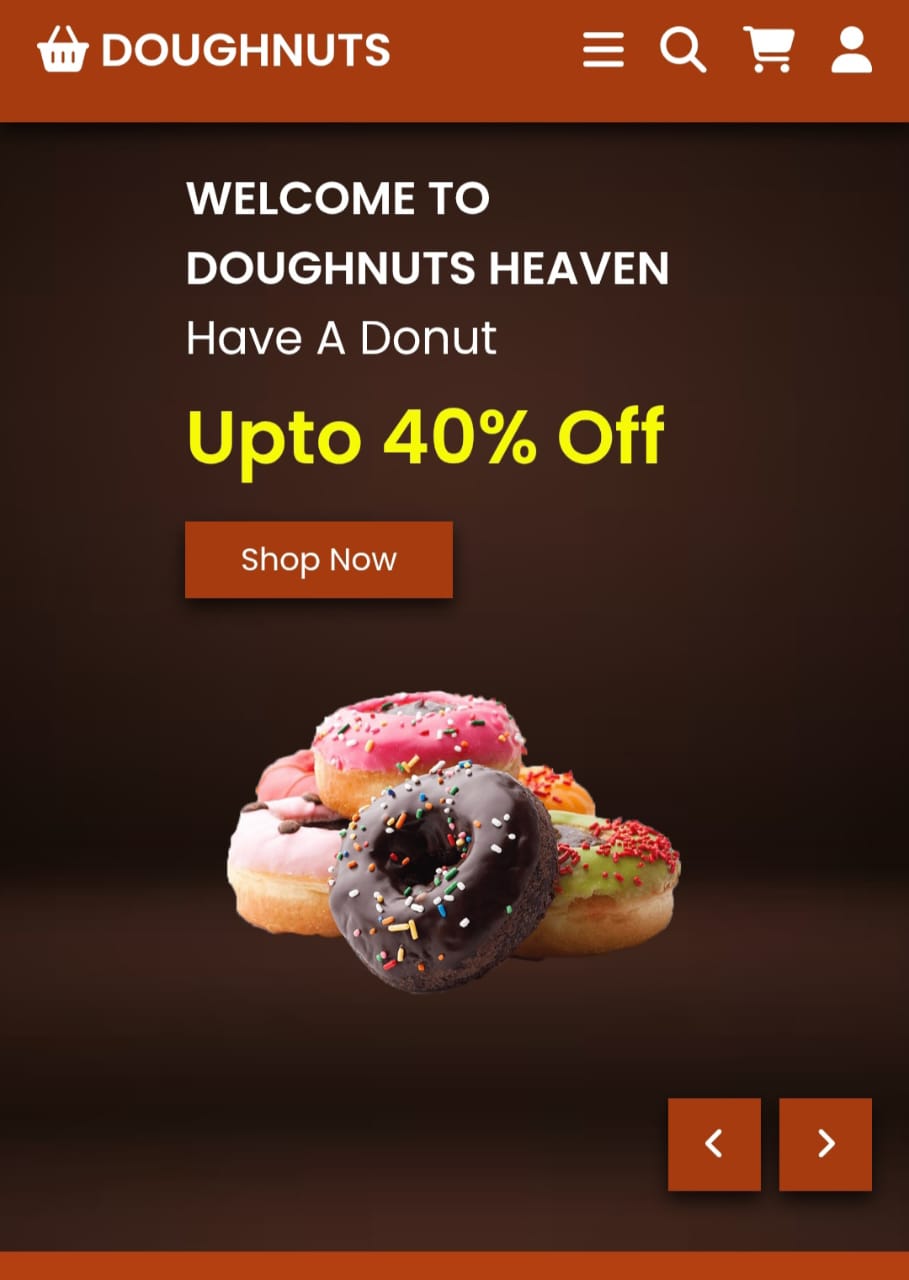 DOUGHNUTS
WELCOME TO
DOUGHNUTS HEAVEN
Have A Donut
Upto 40% Off
Shop Now